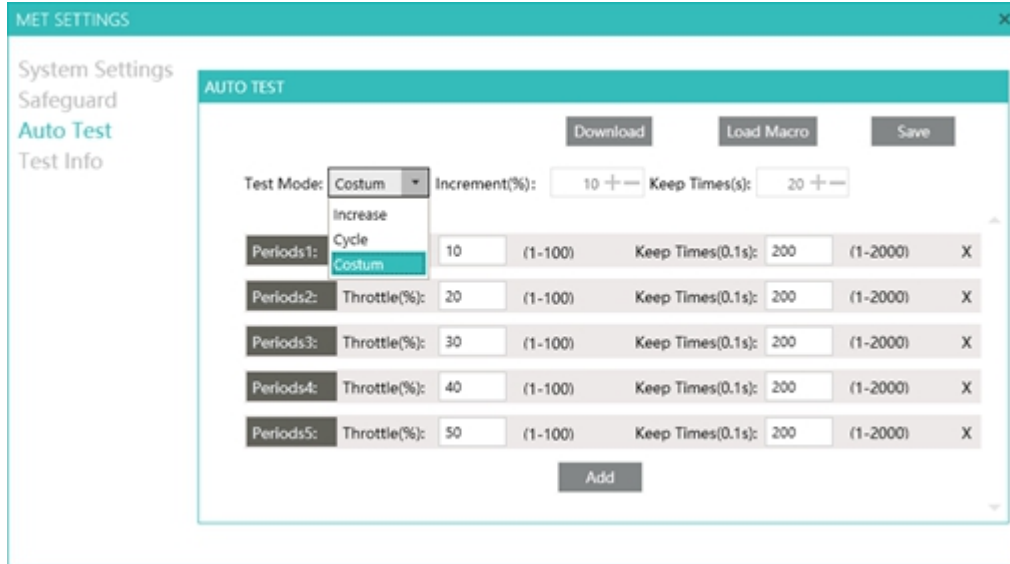 MET SETTINGS ×
System Settings
Safeguard
Auto Test
Test Info
AUTO TEST
Download Load Macro Save
Test Mode: Costum Increment(%): 10 + — Keep Times(s): 20 + —
Increase
Cycle
Costum
Periods1: 10 (1-100) Keep Times(0.1s): 200 (1-2000) X
Periods2: Throttle(%): 20 (1-100) Keep Times(0.1s): 200 (1-2000) X
Periods3: Throttle(%): 30 (1-100) Keep Times(0.1s): 200 (1-2000) X
Periods4: Throttle(%): 40 (1-100) Keep Times(0.1s): 200 (1-2000) X
Periods5: Throttle(%): 50 (1-100) Keep Times(0.1s): 200 (1-2000) X
Add